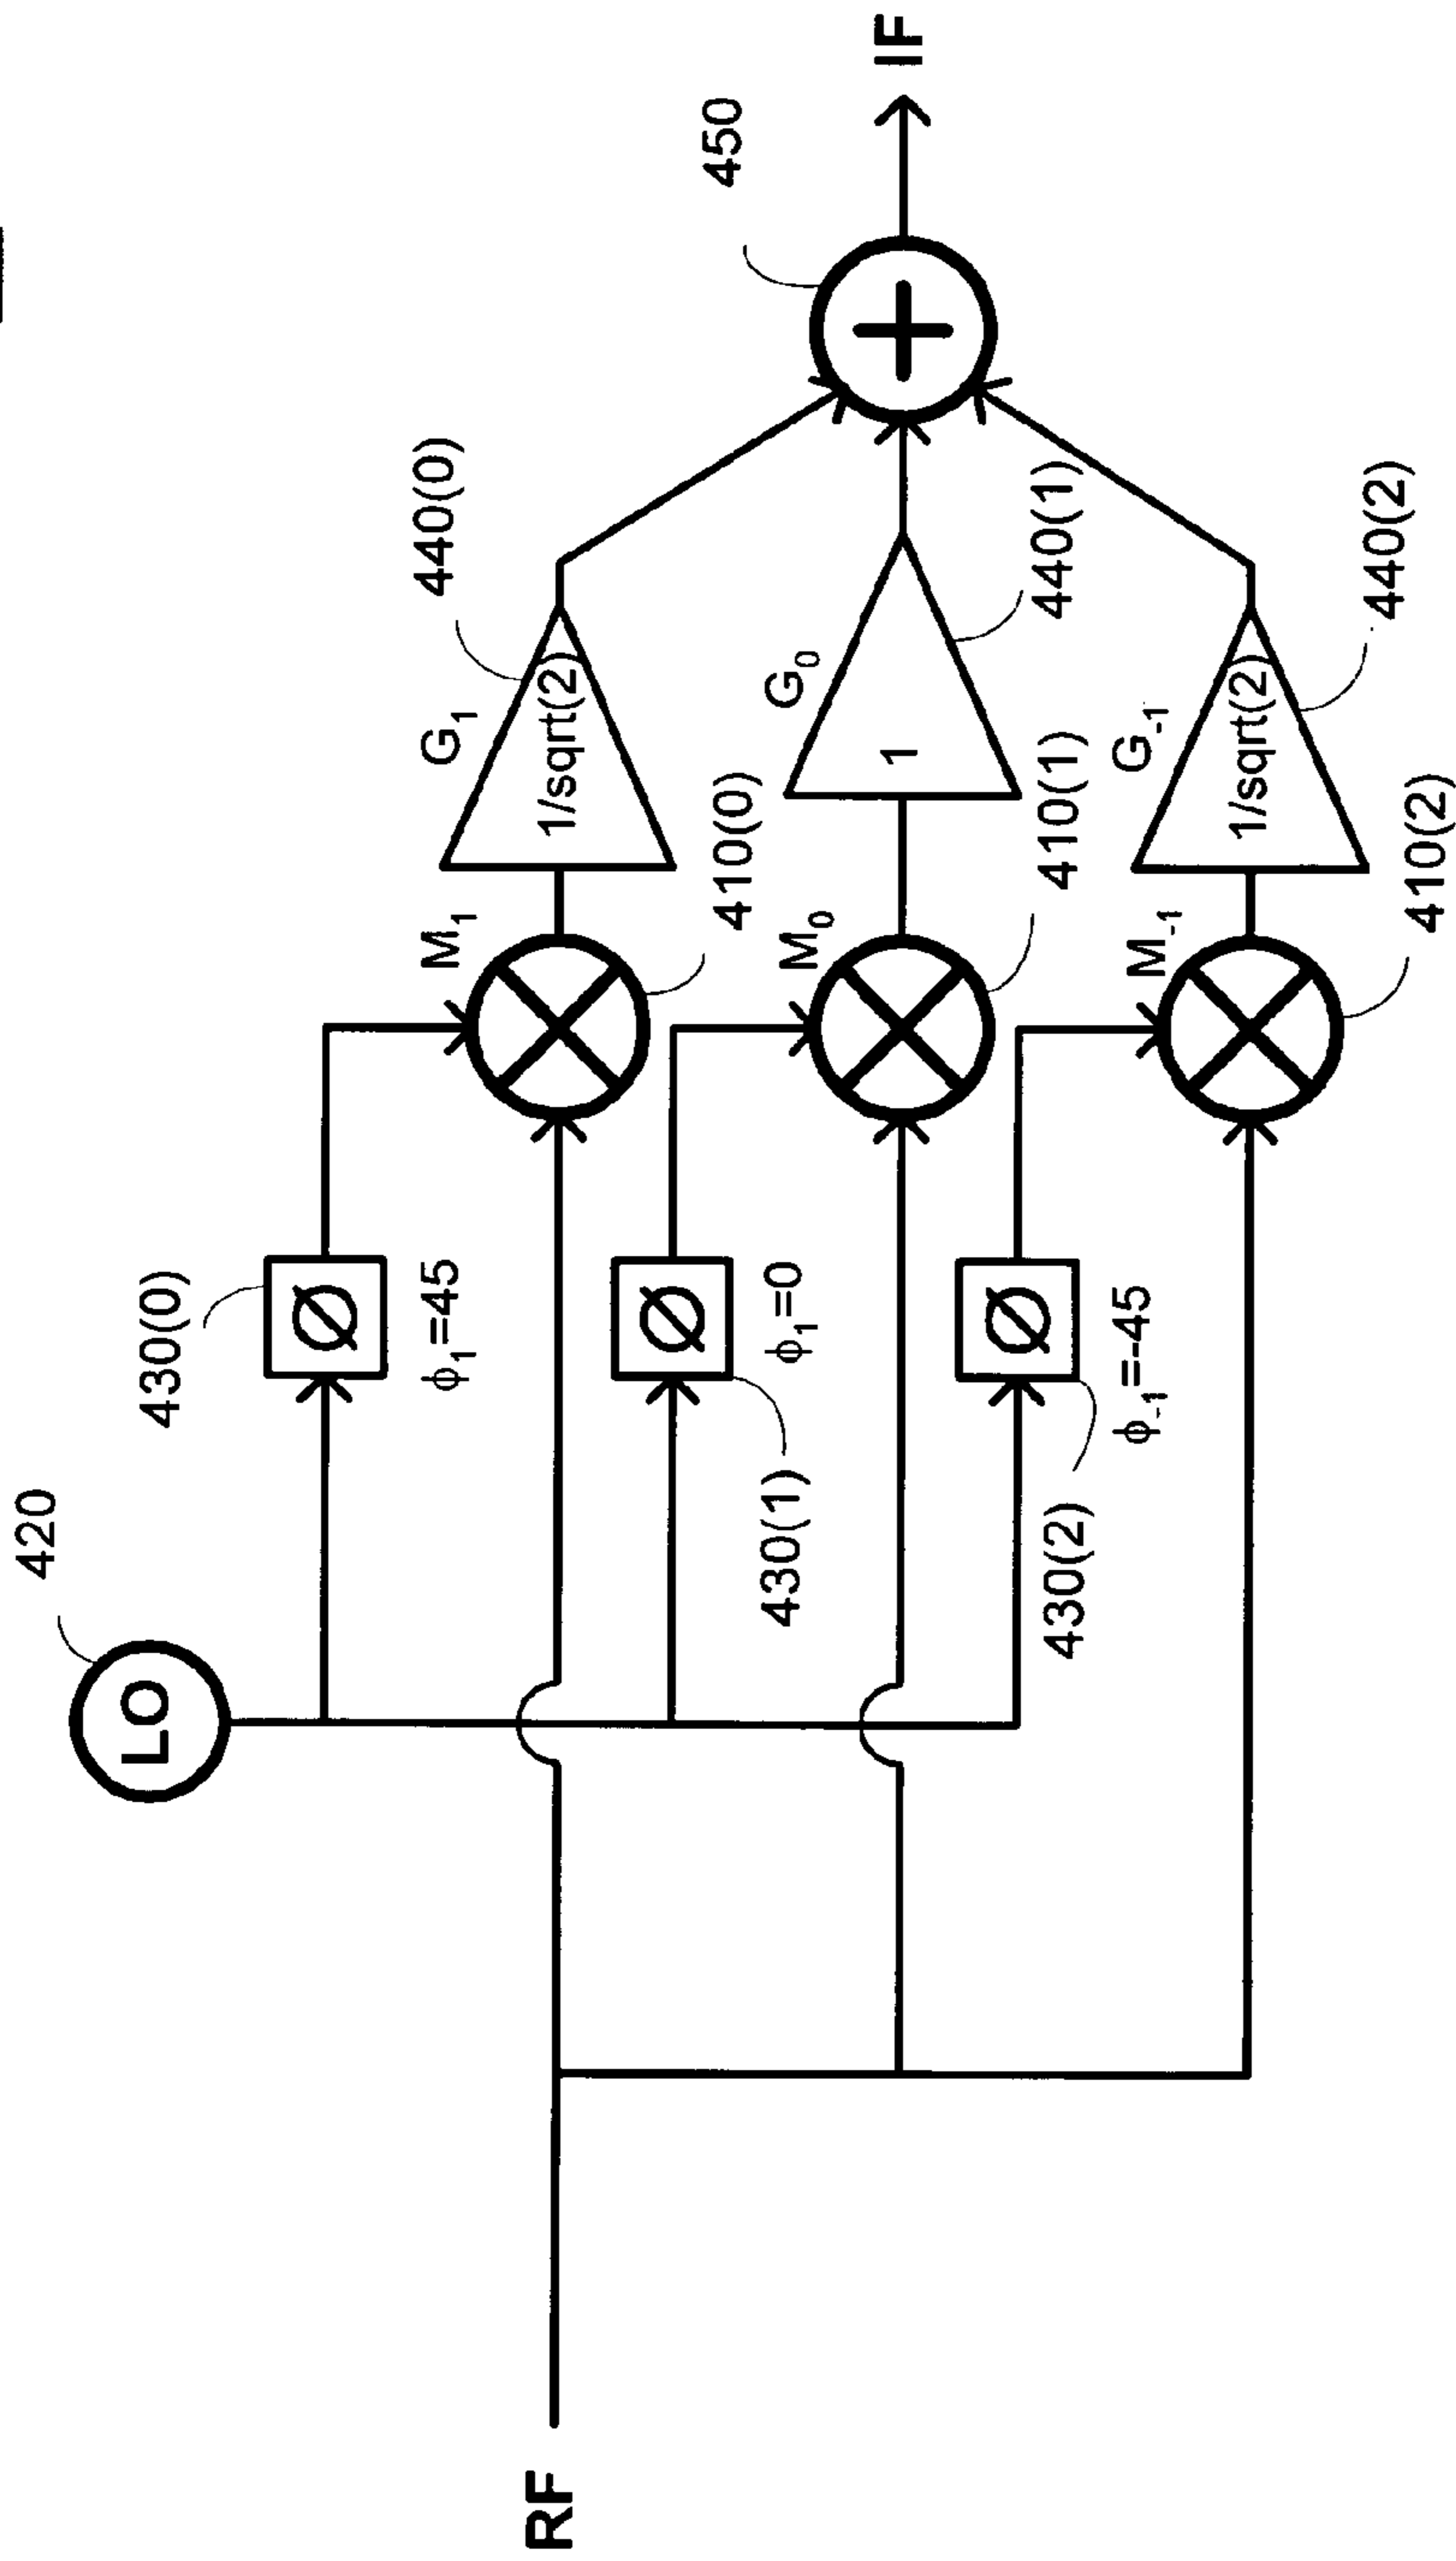 420
LO
430(0)
ϕ1=45
M1
410(0)
G1
1/sqrt(2)
440(0)
RF
430(1)
ϕ1=0
M0
410(1)
G0
1
440(1)
450
IF
430(2)
ϕ-1=-45
M-1
410(2)
G-1
1/sqrt(2)
440(2)